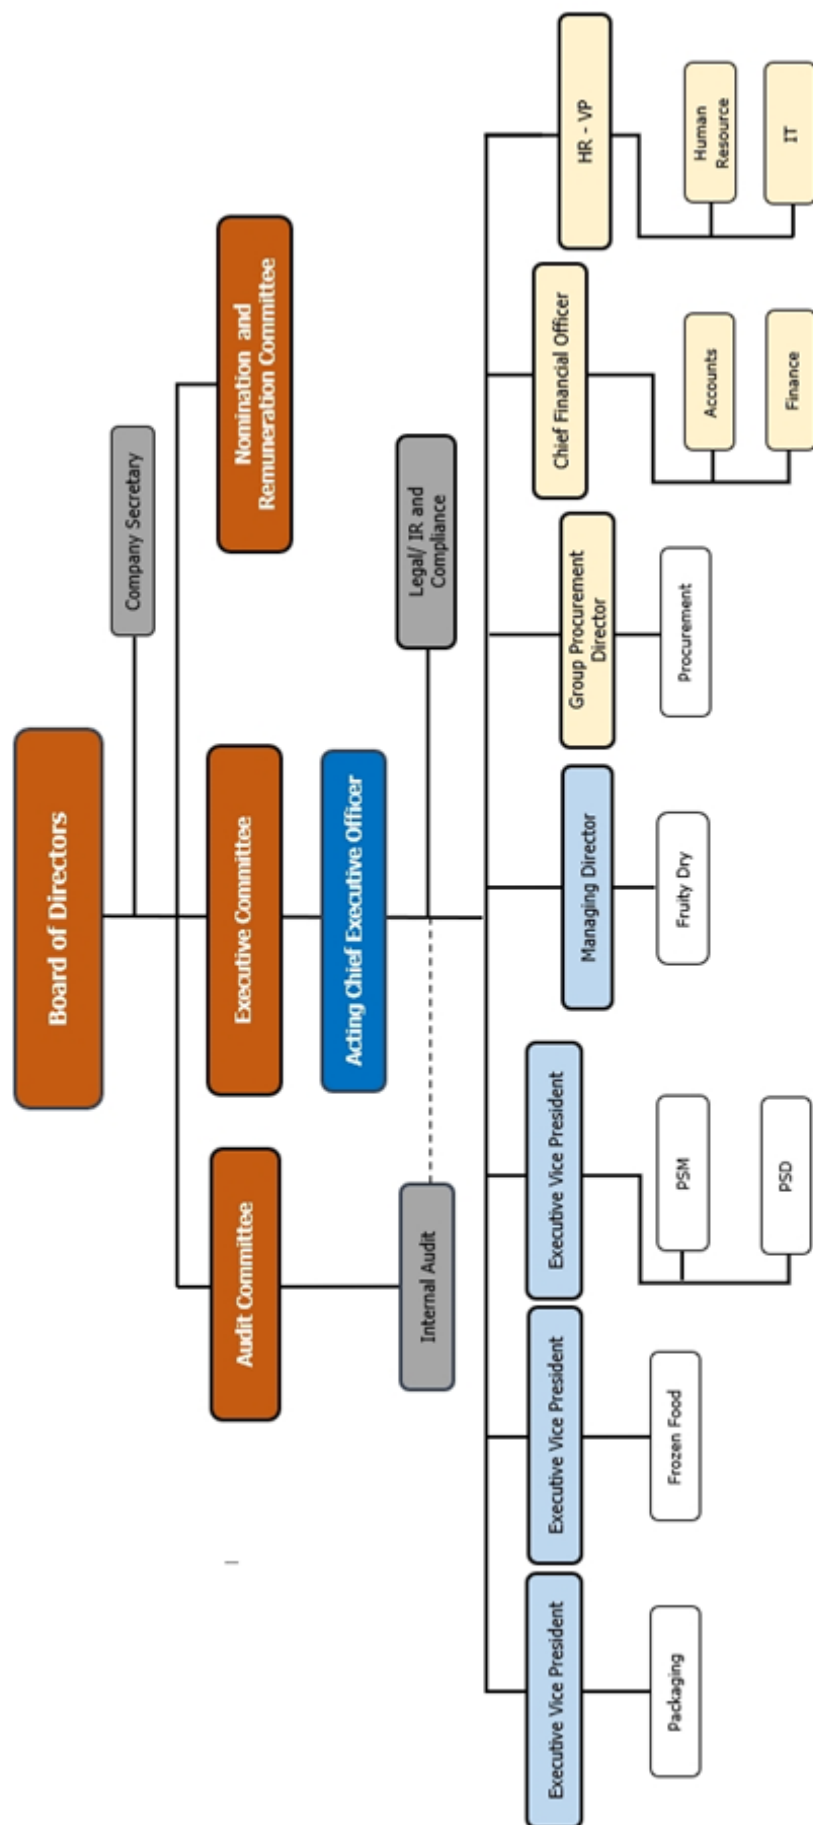 Board of Directors
Company Secretary
Audit Committee
Executive Committee
Nomination and
Remuneration Committee
Acting Chief Executive Officer
Internal Audit
Legal/ IR and
Compliance
Executive Vice President
Executive Vice President
Executive Vice President
Managing Director
Group Procurement
Director
Chief Financial Officer
HR - VP
Packaging
Frozen Food
PSM
PSD
Fruity Dry
Procurement
Accounts
Finance
Human
Resource
IT